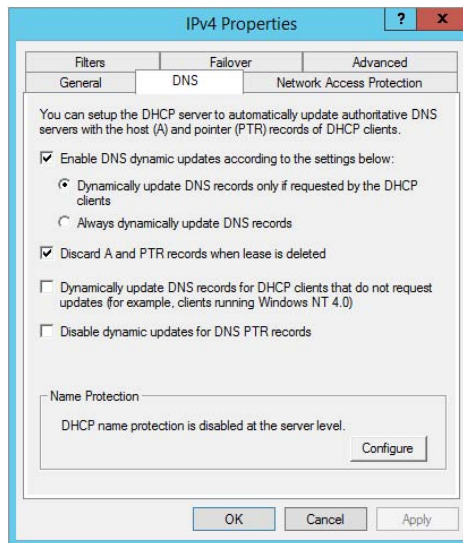 IPv4 Properties
? x
Filters Failover Advanced
General DNS Network Access Protection
You can setup the DHCP server to automatically update authoritative DNS
servers with the host (A) and pointer (PTR) records of DHCP clients.
Enable DNS dynamic updates according to the settings below:
Dynamically update DNS records only if requested by the DHCP
clients
Always dynamically update DNS records
Discard A and PTR records when lease is deleted
Dynamically update DNS records for DHCP clients that do not request
updates (for example, clients running Windows NT 4.0)
Disable dynamic updates for DNS PTR records
Name Protection
DHCP name protection is disabled at the server level.
Configure
OK Cancel Apply